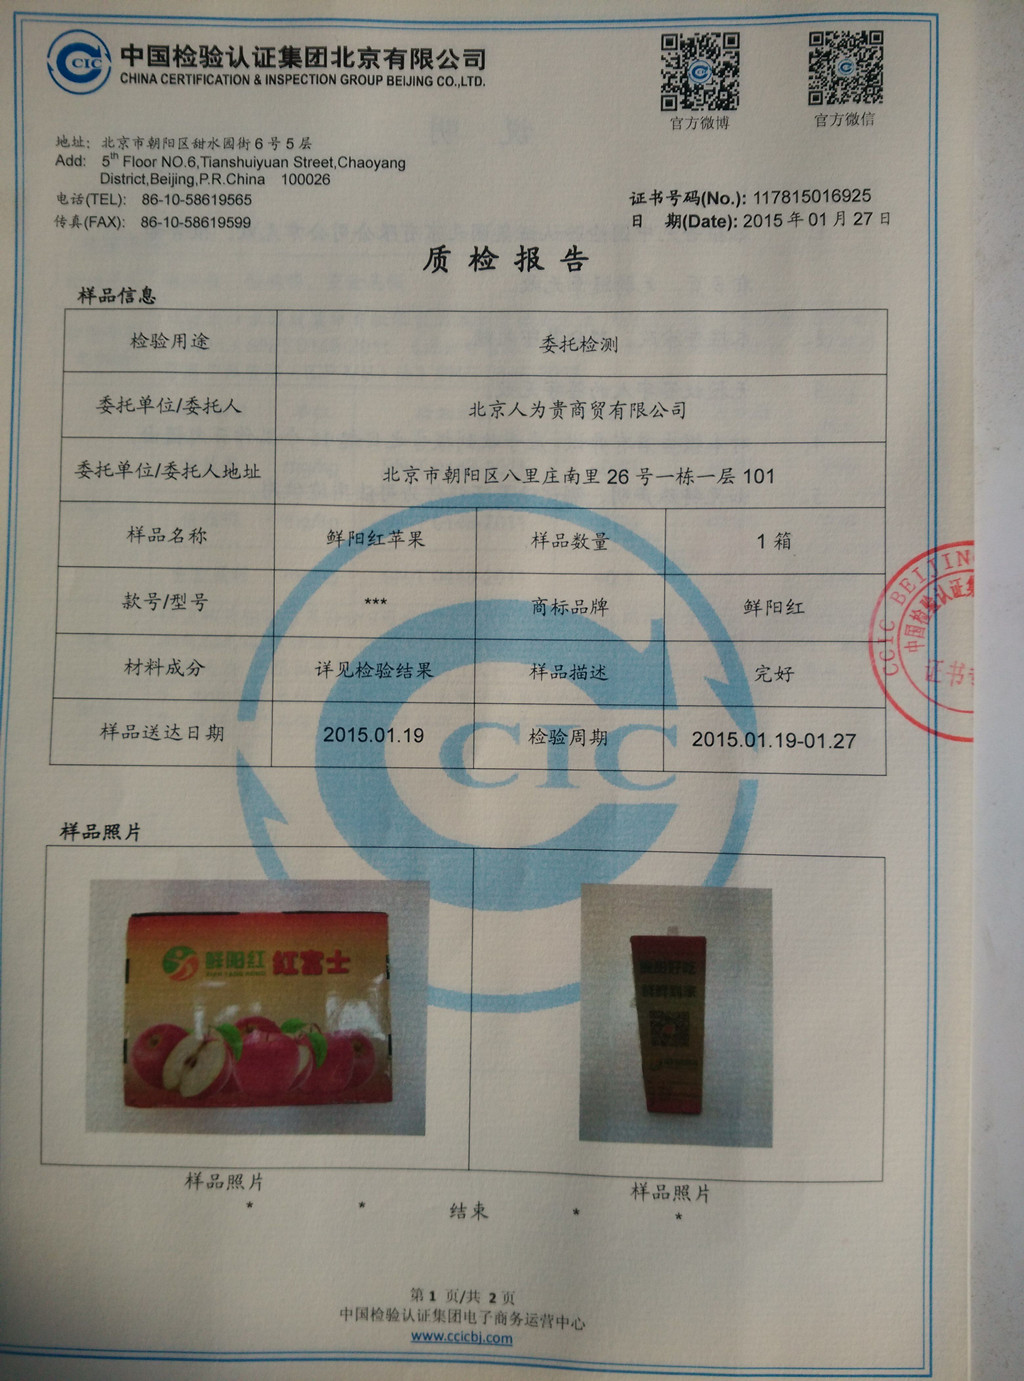 CCIC
中国检验认证集团北京有限公司
CHINA CERTIFICATION & INSPECTION GROUP BEIJING CO.,LTD.
官方微博
官方微信
地址: 北京市朝阳区甜水园街6号5层
Add: 5th Floor NO.6,Tianshuiyuan Street,Chaoyang
District,Beijing,P.R.China 100026
电话(TEL): 86-10-58619565
传真(FAX): 86-10-58619599
证书号码(No.): 117815016925
日 期(Date): 2015年01月27日
质检报告
样品信息
检验用途 委托检测
委托单位/委托人 北京人为贵商贸有限公司
委托单位/委托人地址 北京市朝阳区八里庄南里26号一栋一层101
样品名称 鲜阳红苹果 样品数量 1箱
款号/型号 *** 商标品牌 鲜阳红
材料成分 详见检验结果 样品描述 完好
样品送达日期 2015.01.19 检验周期 2015.01.19-01.27
CCIC
CCIC BEIJING
中国检验认证集
证书
样品照片
鲜阳红 红富士
样品照片
样品照片
* * 结束 * *
第1 页/共 2页
中国检验认证集团电子商务运营中心
www.ccicbj.com